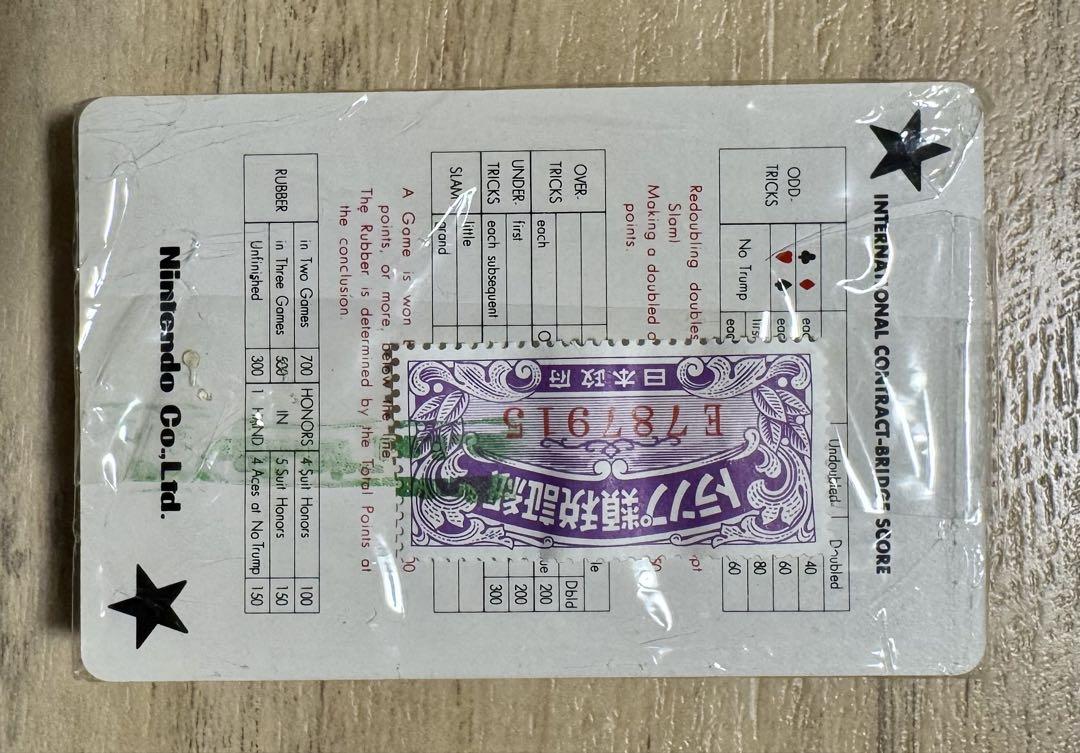 INTERNATIONAL CONTRACT-BRIDGE SCORE
Undoubled Doubled
ODD-TRICKS
♣ ♦ 40
♥ ♠ 60
No Trump 80
60
Redoubling doubles
Slam!
Making a doubled
points.
OVER-TRICKS each Dbld
200
UNDER-TRICKS first 200
each subsequent 300
SLAM little
grand
A Game is won
points, or more, below the line.
The Rubber is determined by the Total Points at
the conclusion.
RUBBER in Two Games 700 HONORS 4 Suit Honors 100
in Three Games 500 IN 5 Suit Honors 150
Unfinished 300 1 HAND 4 Aces at No Trump 150
Nintendo Co.,Ltd.
トランプ類税証紙
E787915
日本政府